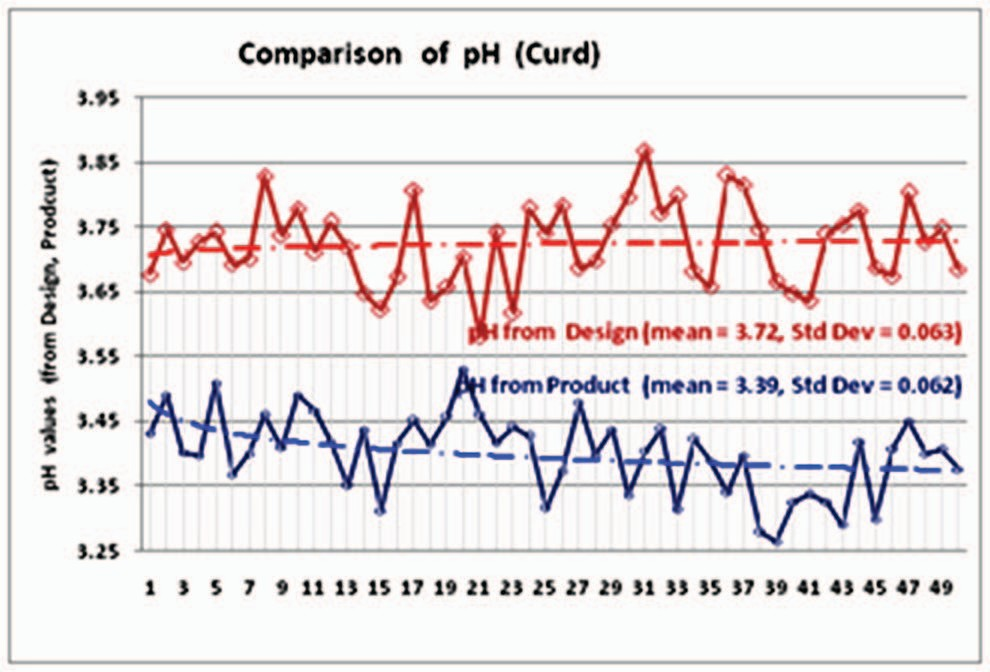 Comparison of pH (Curd)
pH values (from Design, Prodcuct)
3.95
3.85
3.75
3.65
3.55
3.45
3.35
3.25
pH from Design (mean = 3.72, Std Dev = 0.063)
pH from Product (mean = 3.39, Std Dev = 0.062)
1 3 5 7 9 11 13 15 17 19 21 23 25 27 29 31 33 35 37 39 41 43 45 47 49